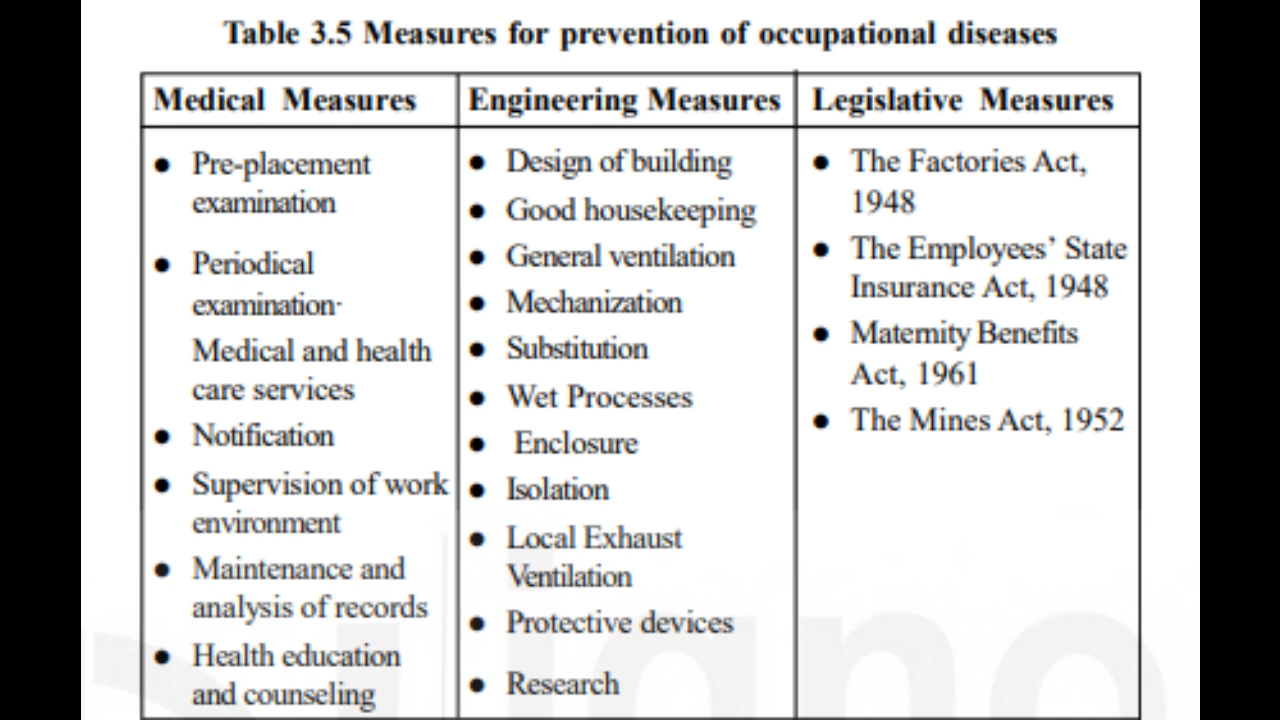 Table 3.5 Measures for prevention of occupational diseases
Medical Measures
● Pre-placement
examination
● Periodical
examination·
Medical and health
care services
● Notification
● Supervision of work
environment
● Maintenance and
analysis of records
● Health education
and counseling
Engineering Measures
● Design of building
● Good housekeeping
● General ventilation
● Mechanization
● Substitution
● Wet Processes
● Enclosure
● Isolation
● Local Exhaust
Ventilation
● Protective devices
● Research
Legislative Measures
● The Factories Act,
1948
● The Employees’ State
Insurance Act, 1948
● Maternity Benefits
Act, 1961
● The Mines Act, 1952